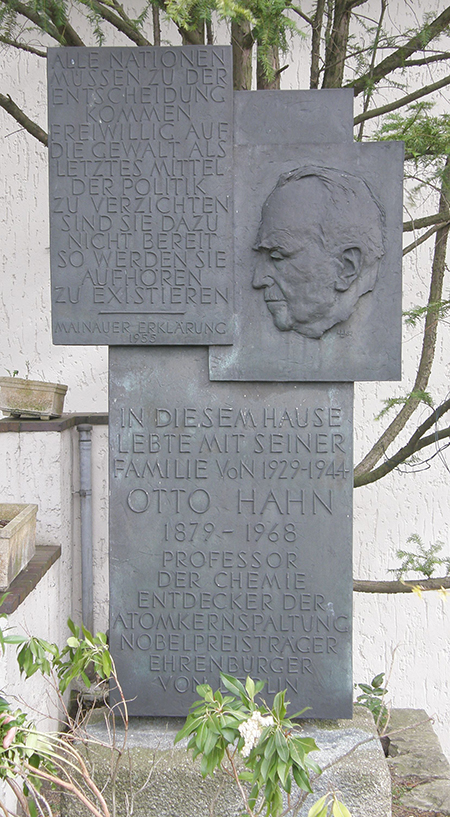 ALLE NATIONEN
MÜSSEN ZU DER
ENTSCHEIDUNG
KOMMEN
FREIWILLIG AUF
DIE GEWALT ALS
LETZTES MITTEL
DER POLITIK
ZU VERZICHTEN
SIND SIE DAZU
NICHT BEREIT
SO WERDEN SIE
AUFHÖREN
ZU EXISTIEREN
MAINAUER ERKLÄRUNG
1955
IN DIESEM HAUSE
LEBTE MIT SEINER
FAMILIE VON 1929-1944
OTTO HAHN
1879 - 1968
PROFESSOR
DER CHEMIE
ENTDECKER DER
ATOMKERNSPALTUNG
NOBELPREISTRÄGER
EHRENBÜRGER
VON